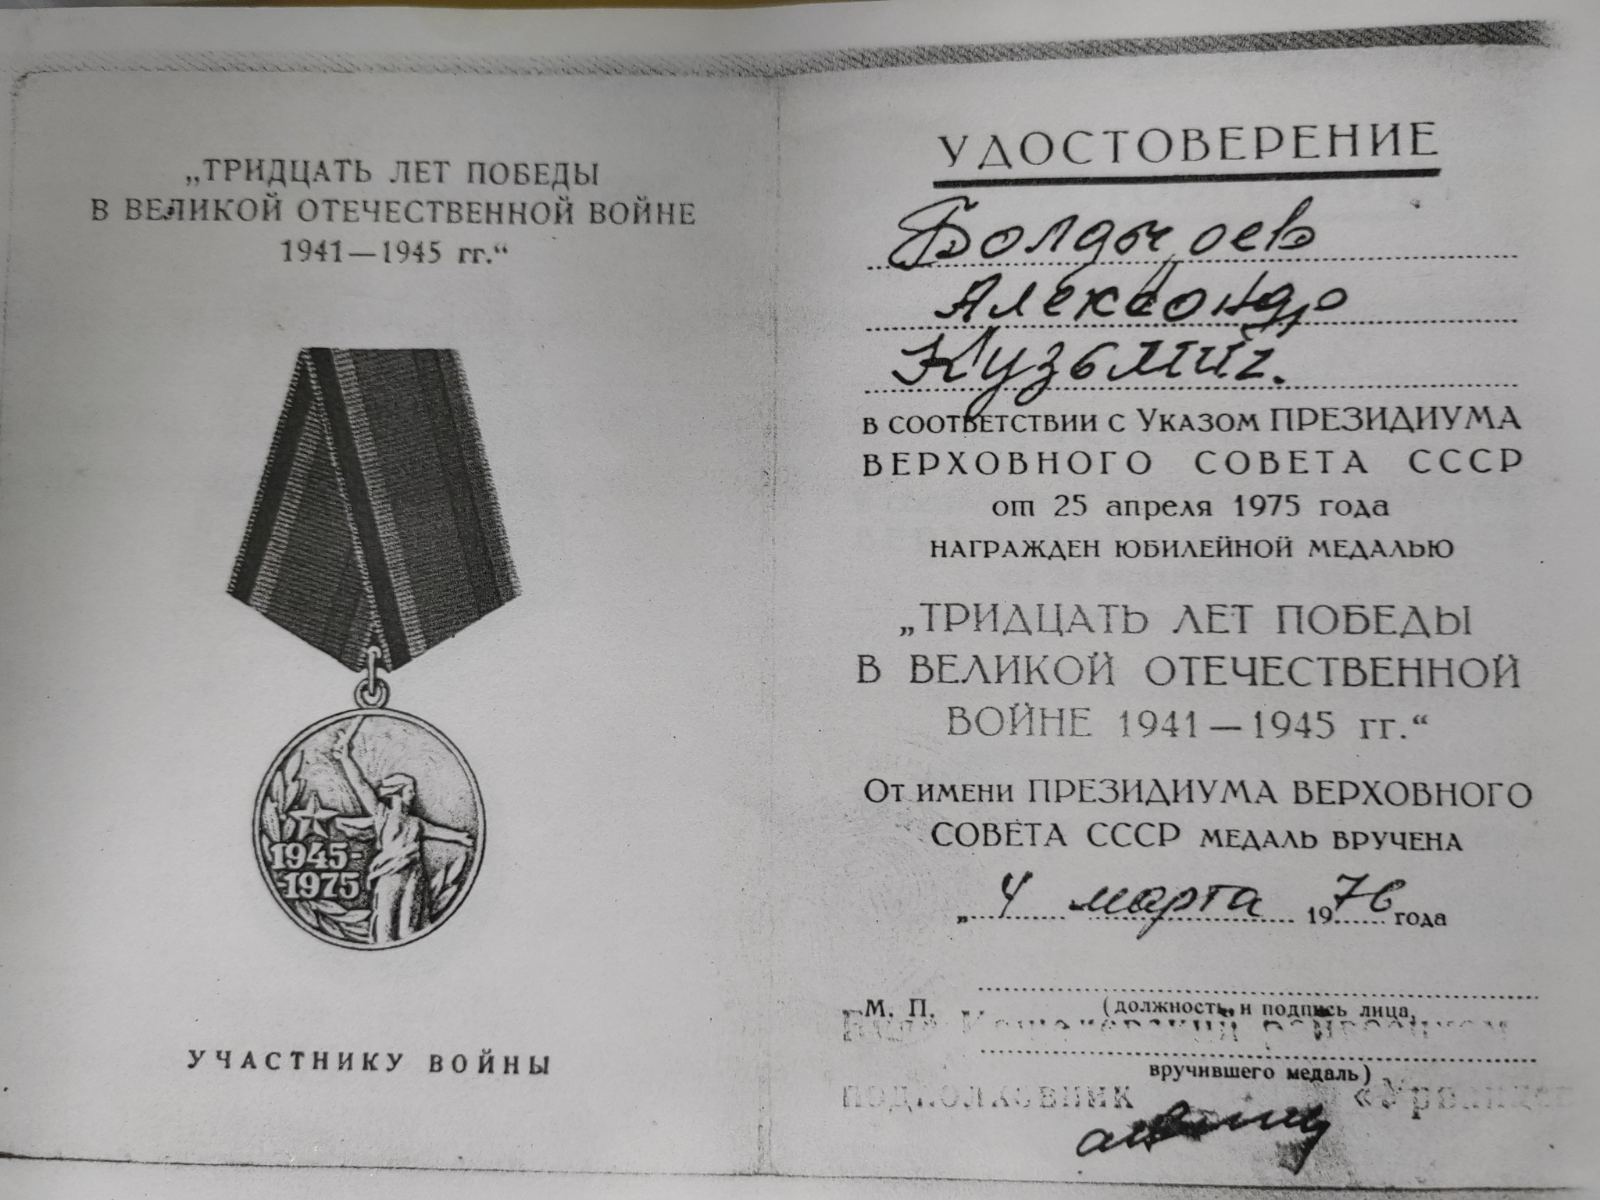 „ТРИДЦАТЬ ЛЕТ ПОБЕДЫ
В ВЕЛИКОЙ ОТЕЧЕСТВЕННОЙ ВОЙНЕ
1941—1945 гг.“
1945-
-1975
УЧАСТНИКУ ВОЙНЫ
УДОСТОВЕРЕНИЕ
Александр
Кузьмич.
В СООТВЕТСТВИИ С УКАЗОМ ПРЕЗИДИУМА
ВЕРХОВНОГО СОВЕТА СССР
от 25 апреля 1975 года
НАГРАЖДЕН ЮБИЛЕЙНОЙ МЕДАЛЬЮ
„ТРИДЦАТЬ ЛЕТ ПОБЕДЫ
В ВЕЛИКОЙ ОТЕЧЕСТВЕННОЙ
ВОЙНЕ 1941—1945 гг.“
От имени ПРЕЗИДИУМА ВЕРХОВНОГО
СОВЕТА СССР МЕДАЛЬ ВРУЧЕНА
„ 4 марта 1976 года
М. П. (должность и подпись лица,
вручившего медаль)
подполковник